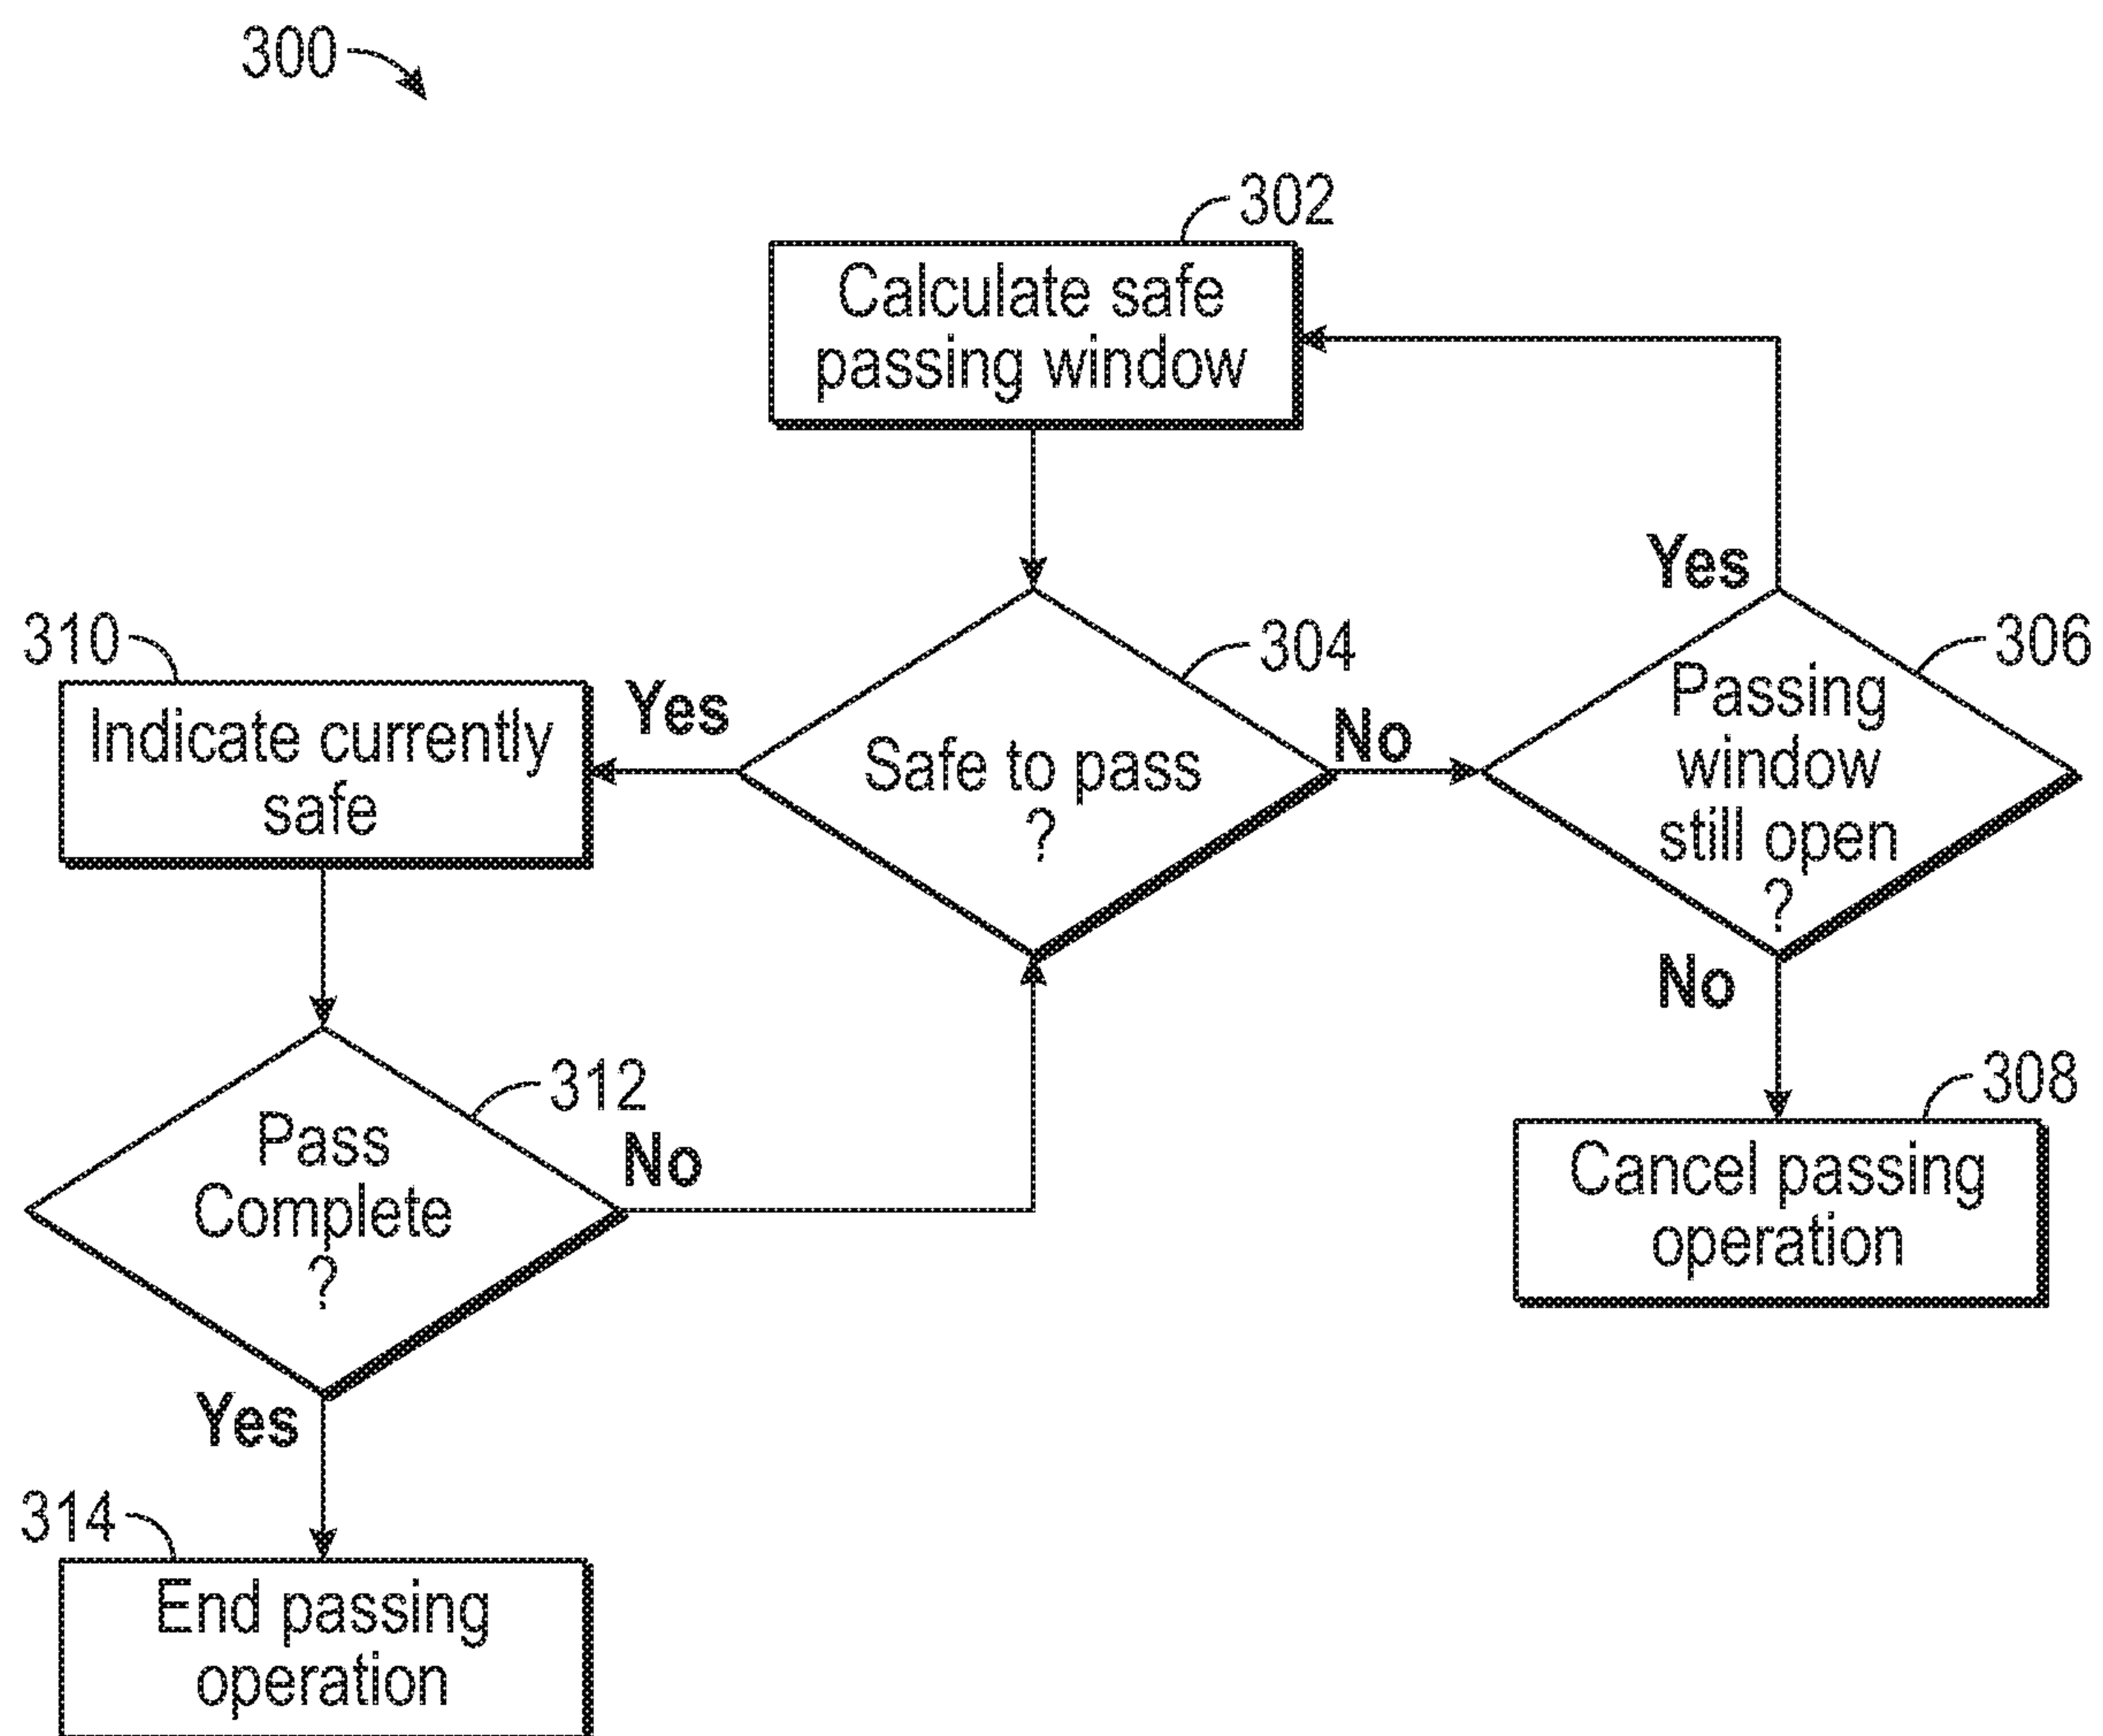 300
302
Calculate safe
passing window
Yes
310
304
306
Indicate currently
safe
Yes
Safe to pass
?
No
Passing
window
still open
?
No
312
308
Pass
Complete
?
No
Cancel passing
operation
Yes
314
End passing
operation